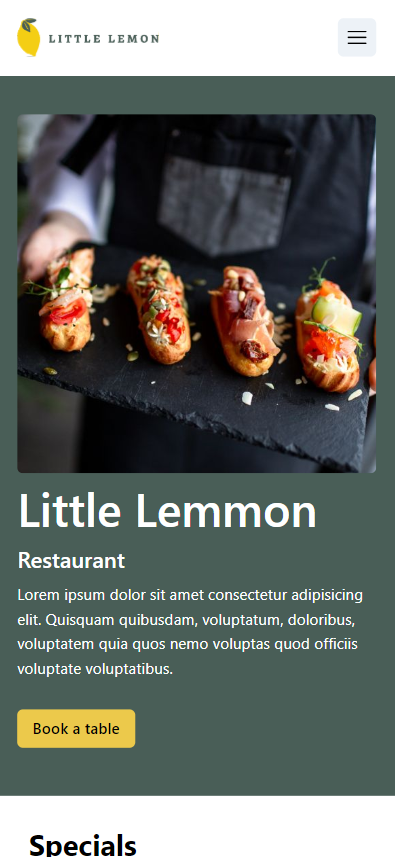 LITTLE LEMON
Little Lemmon
Restaurant
Lorem ipsum dolor sit amet consectetur adipisicing
elit. Quisquam quibusdam, voluptatum, doloribus,
voluptatem quia quos nemo voluptas quod officiis
voluptate voluptatibus.
Book a table
Specials